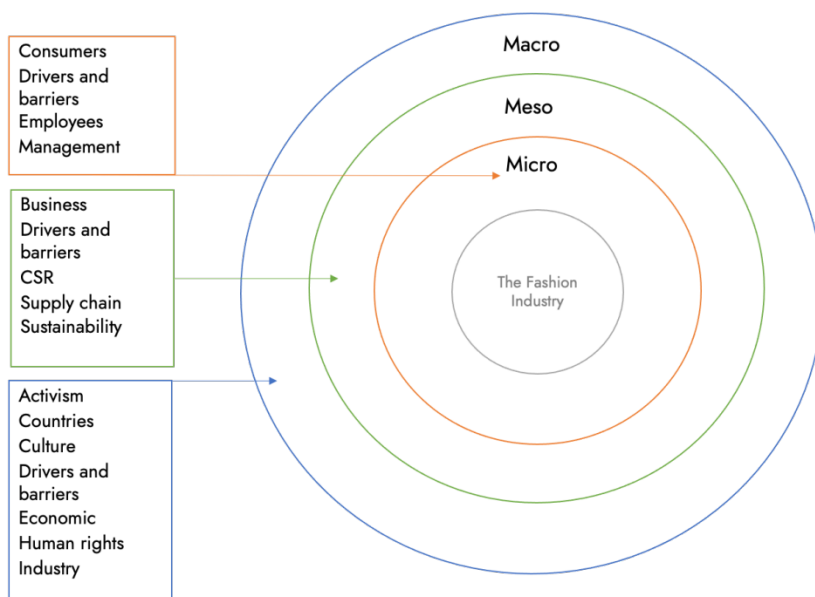 Consumers
Drivers and
barriers
Employees
Management
Business
Drivers and
barriers
CSR
Supply chain
Sustainability
Activism
Countries
Culture
Drivers and
barriers
Economic
Human rights
Industry
Macro
Meso
Micro
The Fashion
Industry